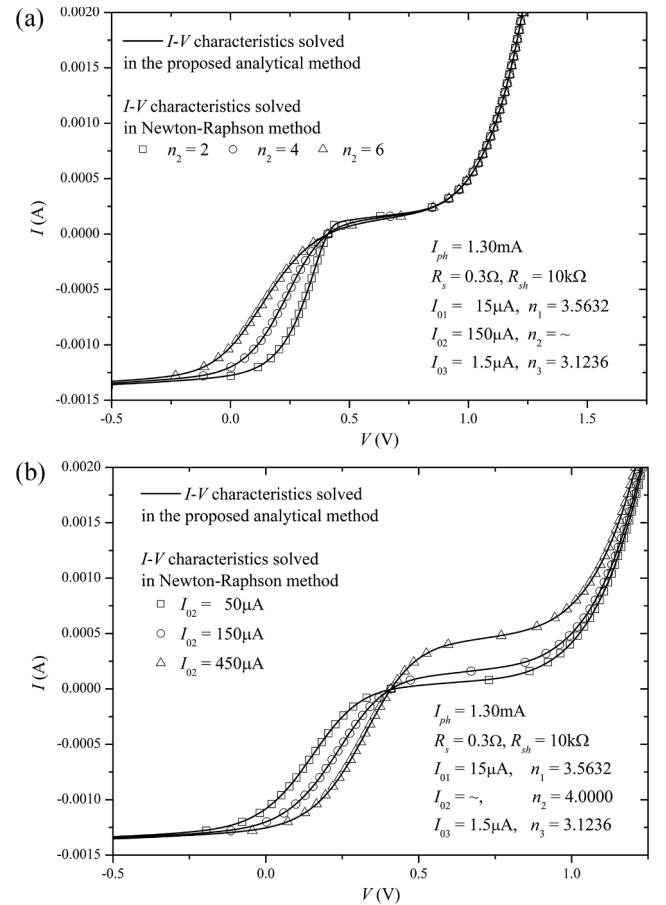 (a)
0.0020
0.0015
0.0010
0.0005
0.0000
-0.0005
-0.0010
-0.0015
I (A)
I-V characteristics solved
in the proposed analytical method
I-V characteristics solved
in Newton-Raphson method
n2 = 2 n2 = 4 n2 = 6
Iph = 1.30mA
Rs = 0.3Ω, Rsh = 10kΩ
I01 = 15μA, n1 = 3.5632
I02 = 150μA, n2 = ~
I03 = 1.5μA, n3 = 3.1236
-0.5 0.0 0.5 1.0 1.5
V (V)
(b)
0.0020
0.0015
0.0010
0.0005
0.0000
-0.0005
-0.0010
-0.0015
I (A)
I-V characteristics solved
in the proposed analytical method
I-V characteristics solved
in Newton-Raphson method
I02 = 50μA
I02 = 150μA
I02 = 450μA
Iph = 1.30mA
Rs = 0.3Ω, Rsh = 10kΩ
I01 = 15μA, n1 = 3.5632
I02 = ~, n2 = 4.0000
I03 = 1.5μA, n3 = 3.1236
-0.5 0.0 0.5 1.0
V (V)